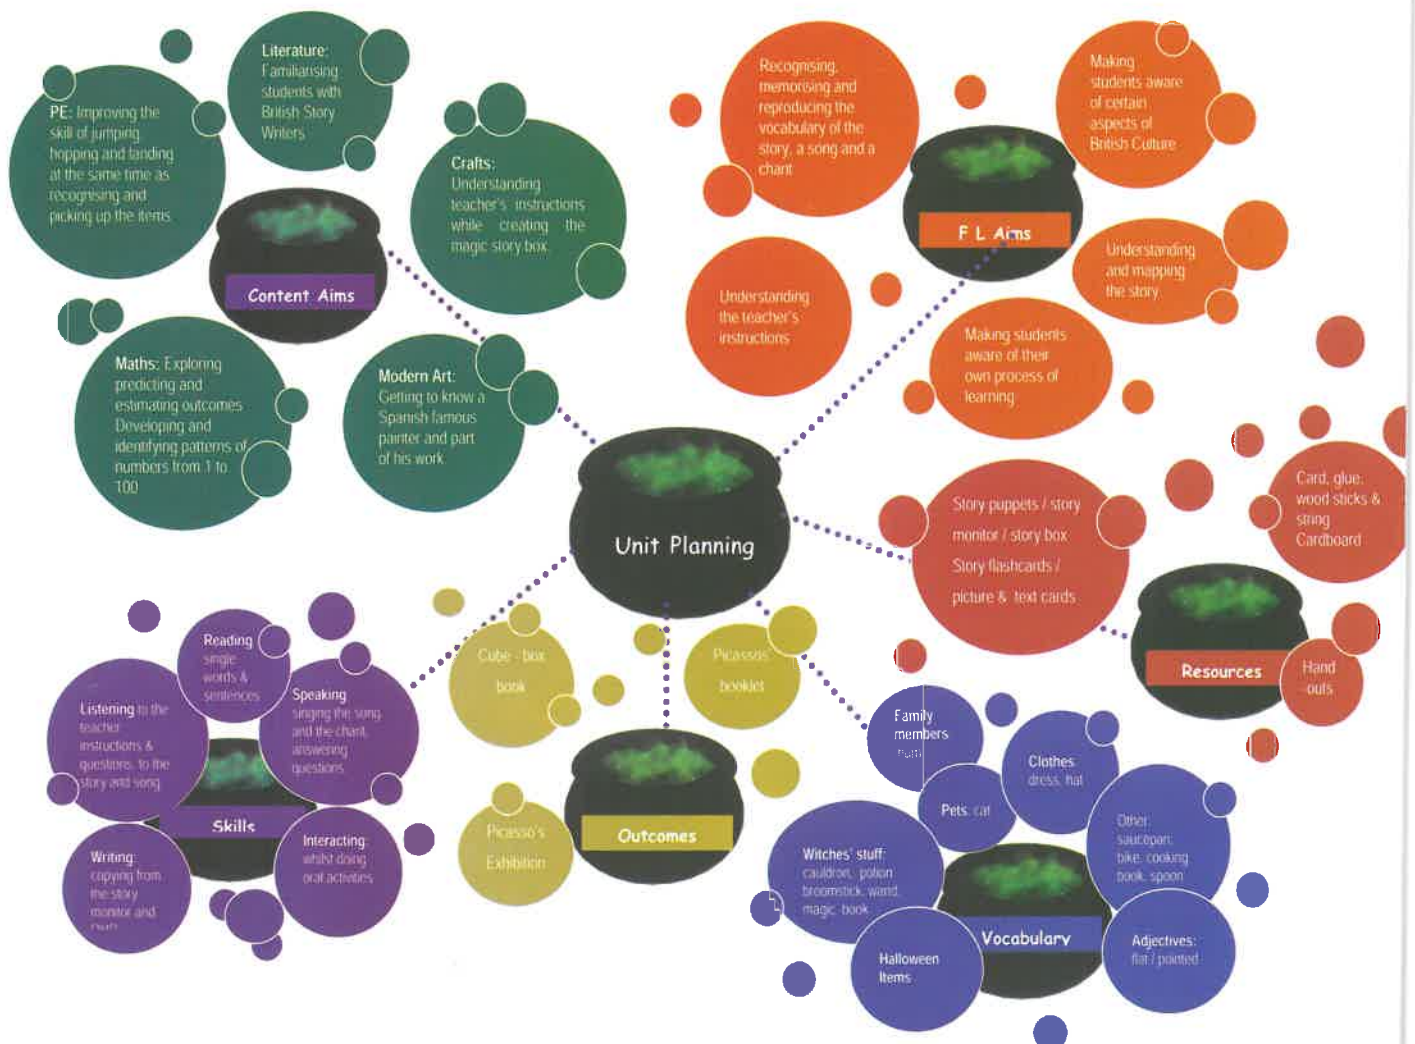 Literature:
Familiarising
students with
British Story
Writers
PE: Improving the
skill of jumping,
hopping and landing
at the same time as
recognising and
picking up the items
Crafts:
Understanding
teacher's instructions
while creating the
magic story box
Content Aims
Maths: Exploring
predicting and
estimating outcomes
Developing and
identifying patterns of
numbers from 1 to
100
Modern Art:
Getting to know a
Spanish famous
painter and part
of his work
Recognising,
memorising and
reproducing the
vocabulary of the
story, a song and a
chant
Making
students aware
of certain
aspects of
British Culture
F L Aims
Understanding
the teacher's
instructions
Understanding
and mapping
the story
Making students
aware of their
own process of
learning
Unit Planning
Story puppets / story
monitor / story box
Story flashcards /
picture & text cards
Card, glue,
wood sticks &
string
Cardboard
Resources
Hand
outs
Reading
single
words &
sentences
Listening to the
teacher
instructions &
questions, to the
story and song
Speaking
singing the song
and the chant,
answering
questions
Skills
Writing:
copying from
the story
monitor and
Interacting:
whilst doing
oral activities
Cube - box
book
Picassos'
booklet
Picasso's
Exhibition
Outcomes
Family
members
Clothes
dress, hat
Pets: cat
Other:
saucepan,
bike, cooking
book, spoon
Witches' stuff:
cauldron, potion
broomstick, wand,
magic book
Vocabulary
Halloween
Items
Adjectives:
flat / pointed